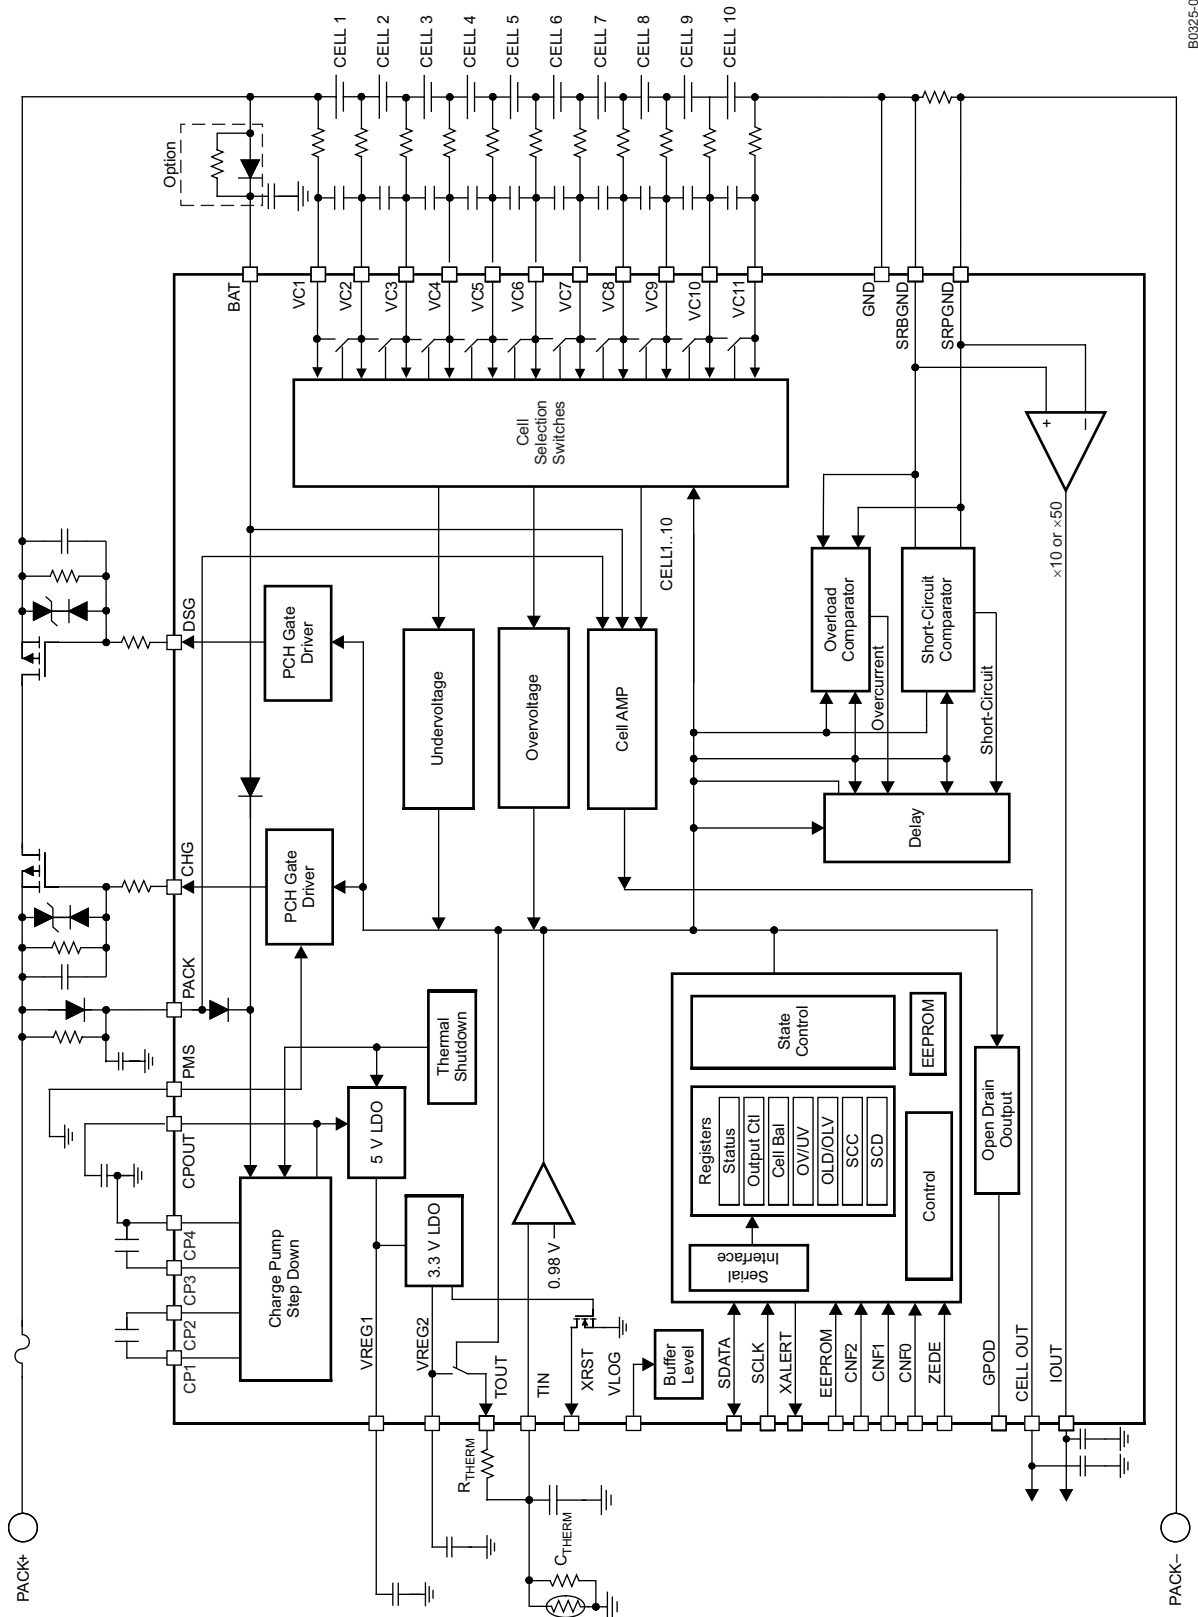 PACK+
CP1
CP2
CP3
CP4
CPOUT
PMS
PACK
CHG
DSG
Option
BAT
VC1
VC2
VC3
VC4
VC5
VC6
VC7
VC8
VC9
VC10
VC11
GND
SRBGND
SRPGND
CELL 1
CELL 2
CELL 3
CELL 4
CELL 5
CELL 6
CELL 7
CELL 8
CELL 9
CELL 10
Charge Pump
Step Down
5 V LDO
Thermal
Shutdown
PCH Gate
Driver
PCH Gate
Driver
3.3 V LDO
0.98 V
Undervoltage
Overvoltage
Cell AMP
Cell
Selection
Switches
CELL1..10
VREG1
VREG2
TOUT
TIN
XRST
VLOG
Buffer
Level
RTHERM
CTHERM
SDATA
SCLK
XALERT
EEPROM
CNF2
CNF1
CNF0
ZEDE
GPOD
CELL OUT
IOUT
Serial
Interface
Registers
Status
Output Ctl
Cell Bal
OV/UV
OLD/OLV
SCC
SCD
State
Control
Control
EEPROM
Open Drain
Ooutput
Delay
Overload
Comparator
Overcurrent
Short-Circuit
Comparator
Short-Circuit
+
–
×10 or ×50
PACK–